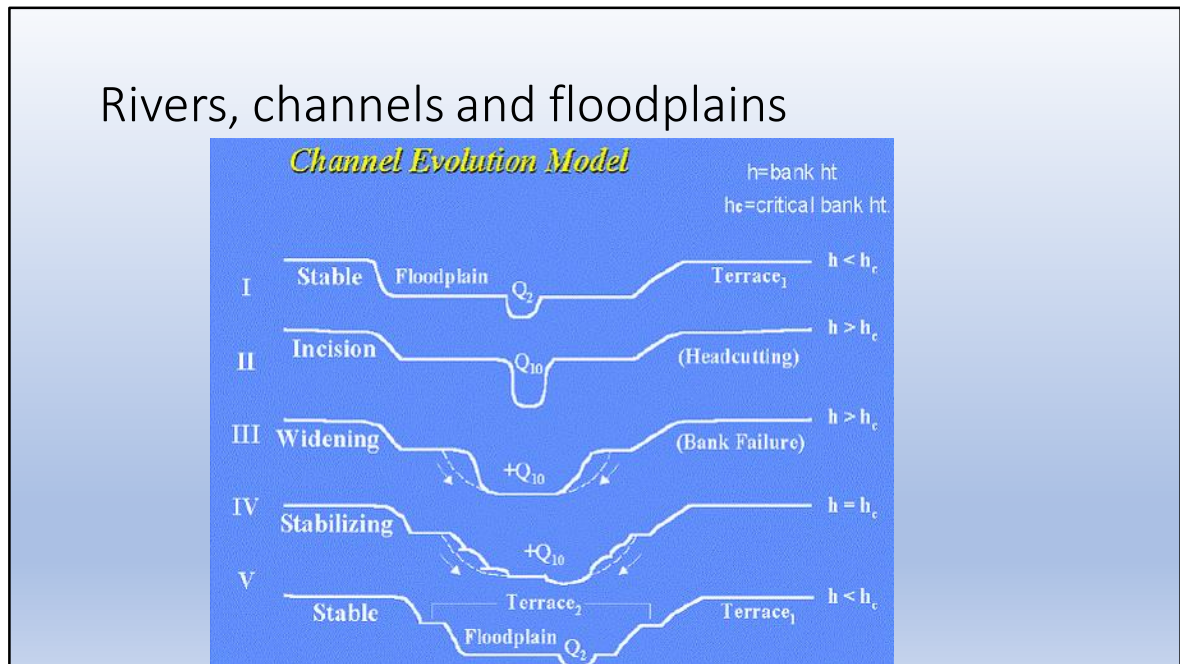 Rivers, channels and floodplains
Channel Evolution Model
h=bank ht
hc=critical bank ht.
I Stable Floodplain Q2 Terrace1 h < hc
II Incision Q10 (Headcutting) h > hc
III Widening +Q10 (Bank Failure) h > hc
IV Stabilizing +Q10 h = hc
V Stable Terrace2 Terrace1 h < hc
Floodplain Q2